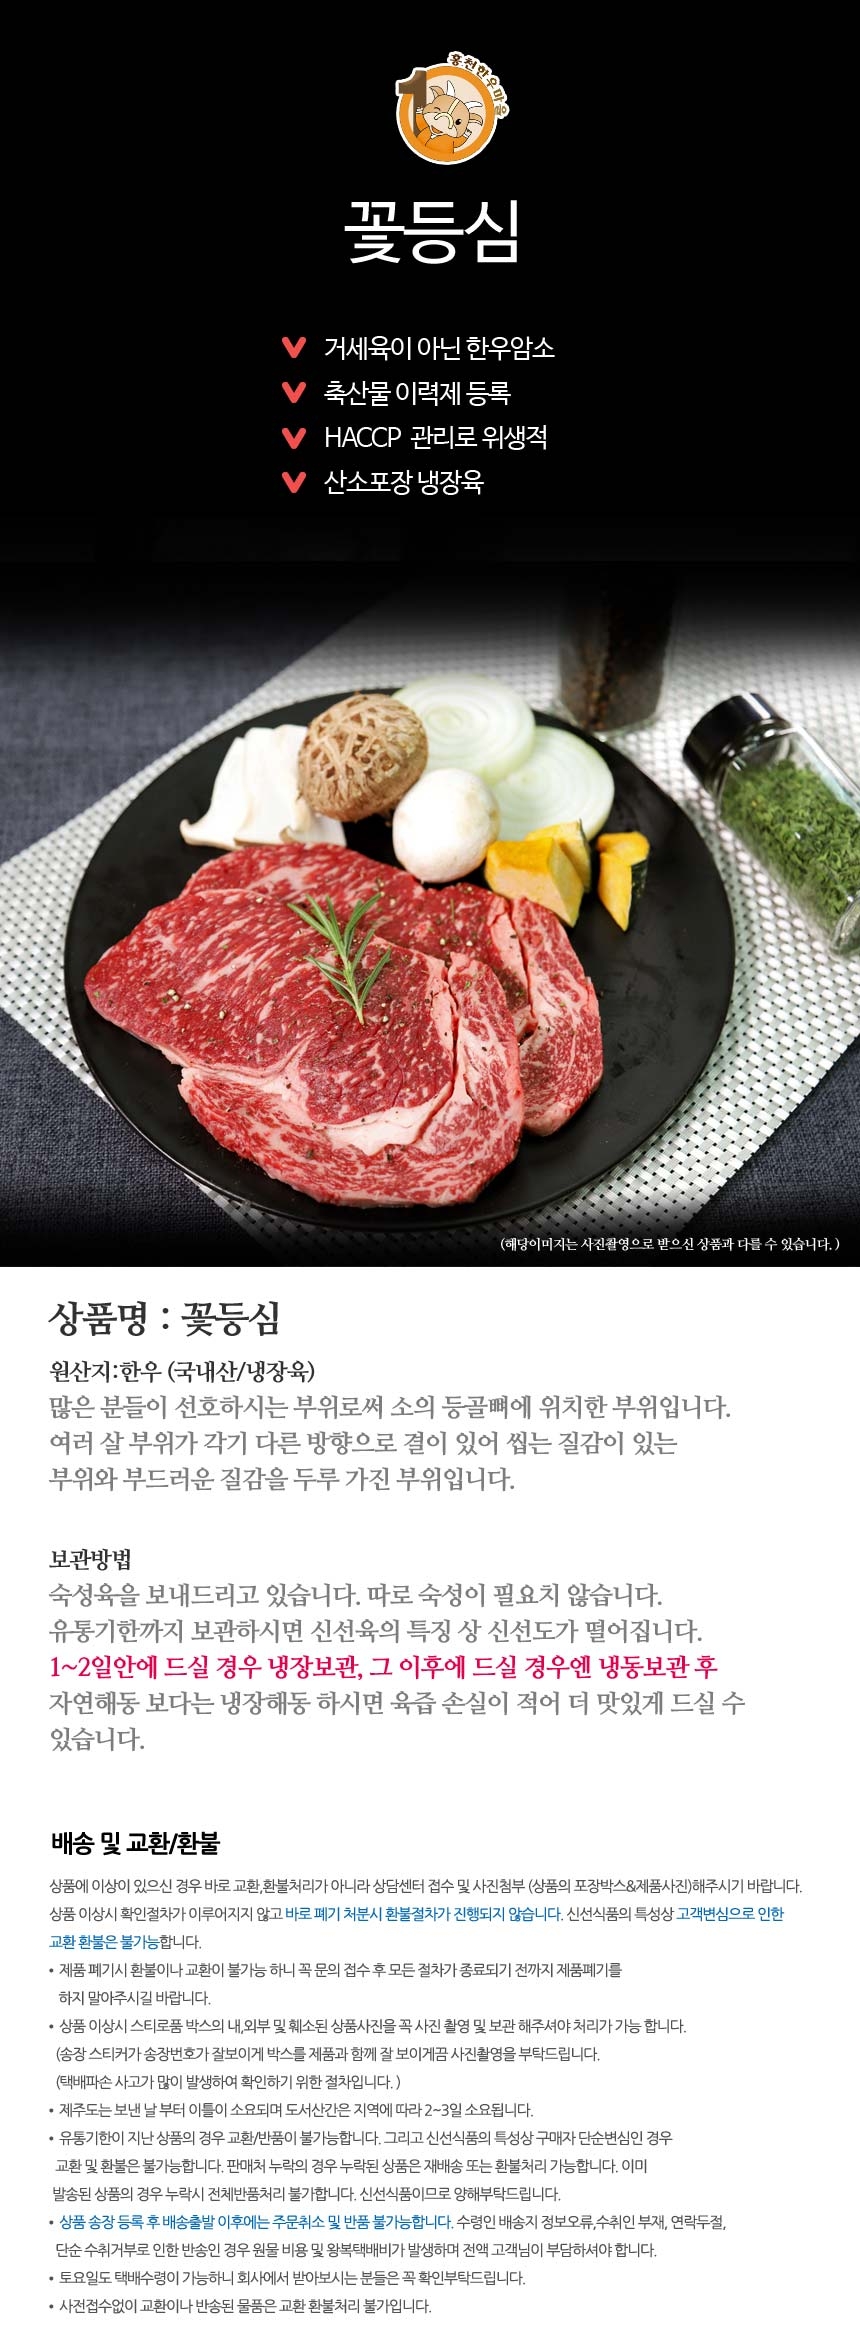 홍천한우마을
1
꽃등심
거세육이 아닌 한우암소
축산물 이력제 등록
HACCP 관리로 위생적
산소포장 냉장육
(해당이미지는 사진촬영으로 받으신 상품과 다를 수 있습니다.)
상품명 : 꽃등심
원산지:한우 (국내산/냉장육)
많은 분들이 선호하시는 부위로써 소의 등골뼈에 위치한 부위입니다.
여러 살 부위가 각기 다른 방향으로 결이 있어 씹는 질감이 있는
부위와 부드러운 질감을 두루 가진 부위입니다.
보관방법
숙성육을 보내드리고 있습니다. 따로 숙성이 필요치 않습니다.
유통기한까지 보관하시면 신선육의 특징 상 신선도가 떨어집니다.
1~2일안에 드실 경우 냉장보관, 그 이후에 드실 경우엔 냉동보관 후
자연해동 보다는 냉장해동 하시면 육즙 손실이 적어 더 맛있게 드실 수
있습니다.
배송 및 교환/환불
상품에 이상이 있으신 경우 바로 교환,환불처리가 아니라 상담센터 접수 및 사진첨부 (상품의 포장박스&제품사진)해주시기 바랍니다.
상품 이상시 확인절차가 이루어지지 않고 바로 폐기 처분시 환불절차가 진행되지 않습니다. 신선식품의 특성상 고객변심으로 인한
교환 환불은 불가능합니다.
• 제품 폐기시 환불이나 교환이 불가능 하니 꼭 문의 접수 후 모든 절차가 종료되기 전까지 제품폐기를
하지 말아주시길 바랍니다.
• 상품 이상시 스티로폼 박스의 내,외부 및 훼소된 상품사진을 꼭 사진 촬영 및 보관 해주셔야 처리가 가능 합니다.
(송장 스티커가 송장번호가 잘보이게 박스를 제품과 함께 잘 보이게끔 사진촬영을 부탁드립니다.
(택배파손 사고가 많이 발생하여 확인하기 위한 절차입니다. )
• 제주도는 보낸 날 부터 이틀이 소요되며 도서산간은 지역에 따라 2~3일 소요됩니다.
• 유통기한이 지난 상품의 경우 교환/반품이 불가능합니다. 그리고 신선식품의 특성상 구매자 단순변심인 경우
교환 및 환불은 불가능합니다. 판매처 누락의 경우 누락된 상품은 재배송 또는 환불처리 가능합니다. 이미
발송된 상품의 경우 누락시 전체반품처리 불가합니다. 신선식품이므로 양해부탁드립니다.
• 상품 송장 등록 후 배송출발 이후에는 주문취소 및 반품 불가능합니다. 수령인 배송지 정보오류,수취인 부재, 연락두절,
단순 수취거부로 인한 반송인 경우 원물 비용 및 왕복택배비가 발생하며 전액 고객님이 부담하셔야 합니다.
• 토요일도 택배수령이 가능하니 회사에서 받아보시는 분들은 꼭 확인부탁드립니다.
• 사전접수없이 교환이나 반송된 물품은 교환 환불처리 불가입니다.